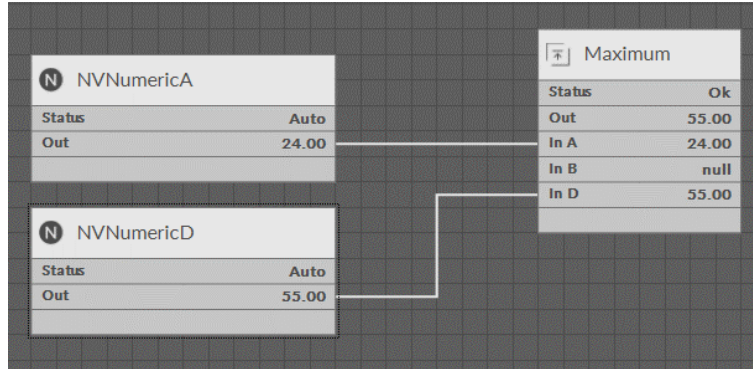 N NVNumericA
Status Auto
Out 24.00
N NVNumericD
Status Auto
Out 55.00
Maximum
Status Ok
Out 55.00
In A 24.00
In B null
In D 55.00